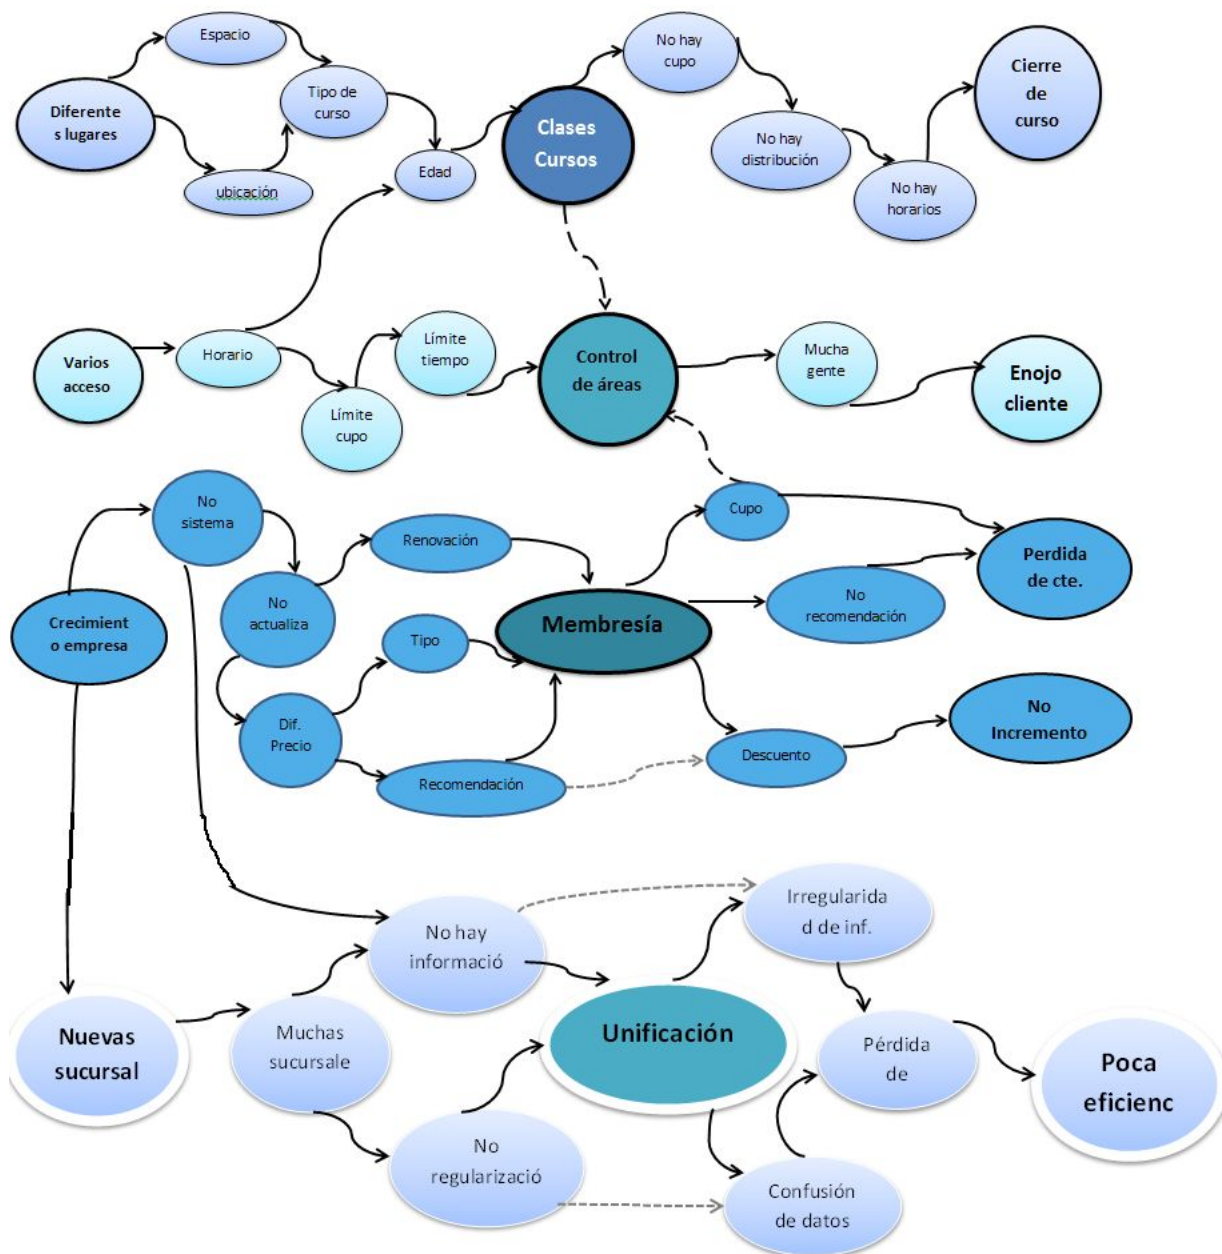 Espacio
Diferente
s lugares
ubicación
Tipo de
curso
Edad
Clases
Cursos
No hay
cupo
No hay
distribución
No hay
horarios
Cierre
de
curso
Varios
acceso
Horario
Límite
cupo
Límite
tiempo
Control
de áreas
Mucha
gente
Enojo
cliente
No
sistema
Crecimient
o empresa
No
actualiza
Renovación
Tipo
Dif.
Precio
Recomendación
Membresía
Cupo
No
recomendación
Perdida
de cte.
Descuento
No
Incremento
Nuevas
sucursal
Muchas
sucursale
No hay
informació
No
regularizació
Unificación
Irregularida
d de inf.
Pérdida
de
Confusión
de datos
Poca
eficienc